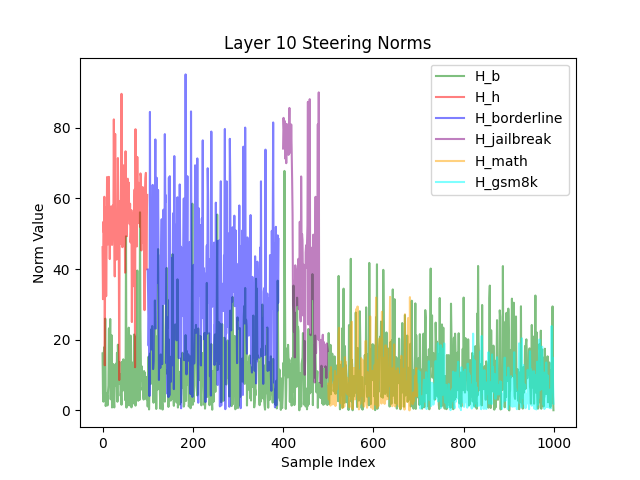 Layer 10 Steering Norms
H_b
H_h
H_borderline
H_jailbreak
H_math
H_gsm8k
Norm Value
80
60
40
20
0
0 200 400 600 800 1000
Sample Index